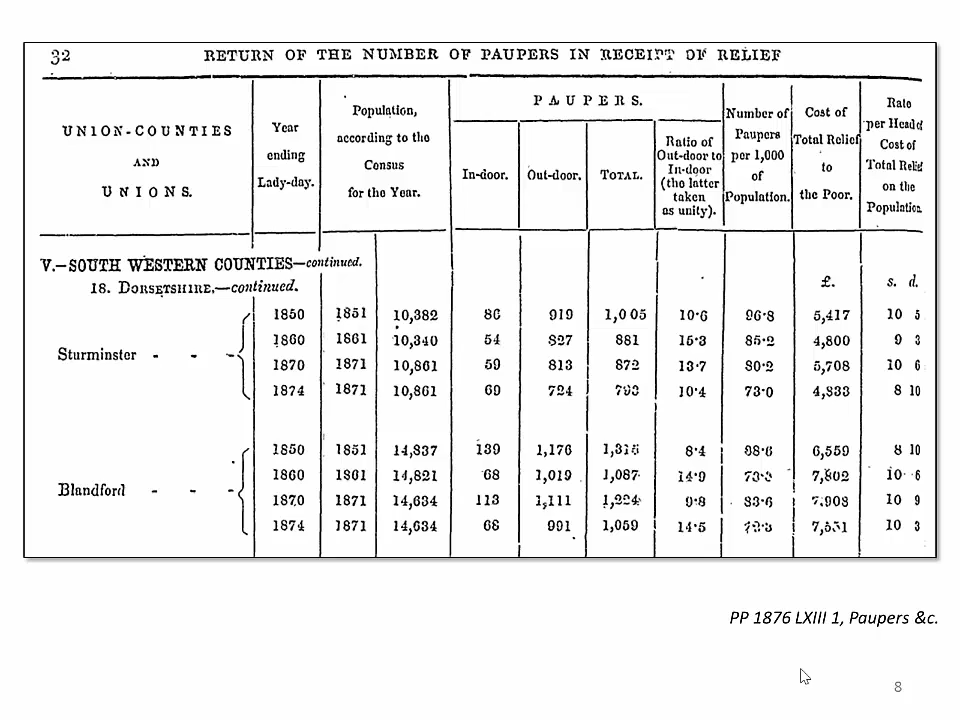 32 RETURN OF THE NUMBER OF PAUPERS IN RECEIPT OF RELIEF
UNION-COUNTIES
AND
UNIONS.
Year
ending
Lady-day.
Population,
according to the
Census
for the Year.
PAUPERS.
In-door.
Out-door.
TOTAL.
Ratio of
Out-door to
In-door
(the latter
taken
as unity).
Number of
Paupers
per 1,000
of
Population.
Cost of
Total Relief
to
the Poor.
Rate
per Head of
Cost of
Total Relief
on the
Population.
V.—SOUTH WESTERN COUNTIES—continued.
18. DORSETSHIRE.—continued. £. s. d.
Sturminster - - -
1850 1851 10,382 86 919 1,005 10·6 96·8 5,417 10 5
1860 1861 10,340 54 827 881 15·3 85·2 4,800 9 3
1870 1871 10,861 59 813 872 13·7 80·2 5,708 10 6
1874 1871 10,861 69 724 793 10·4 73·0 4,833 8 10
Blandford - - -
1850 1851 14,837 139 1,176 1,315 8·4 88·6 6,559 8 10
1860 1861 14,821 68 1,019 1,087 14·9 7,802 10 6
1870 1871 14,634 113 1,111 1,224 9·8 83·6 7,908 10 9
1874 1871 14,634 68 991 1,059 14·5 10 3
PP 1876 LXIII 1, Paupers &c.
8